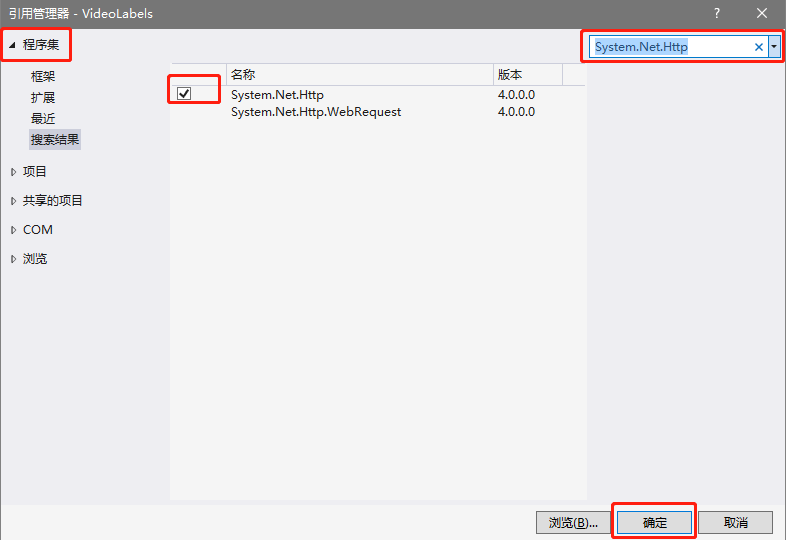 引用管理器 - VideoLabels
? ×
程序集
System.Net.Http ×
框架
扩展
最近
搜索结果
项目
共享的项目
COM
浏览
名称 版本
System.Net.Http 4.0.0.0
System.Net.Http.WebRequest 4.0.0.0
浏览(B)... 确定 取消